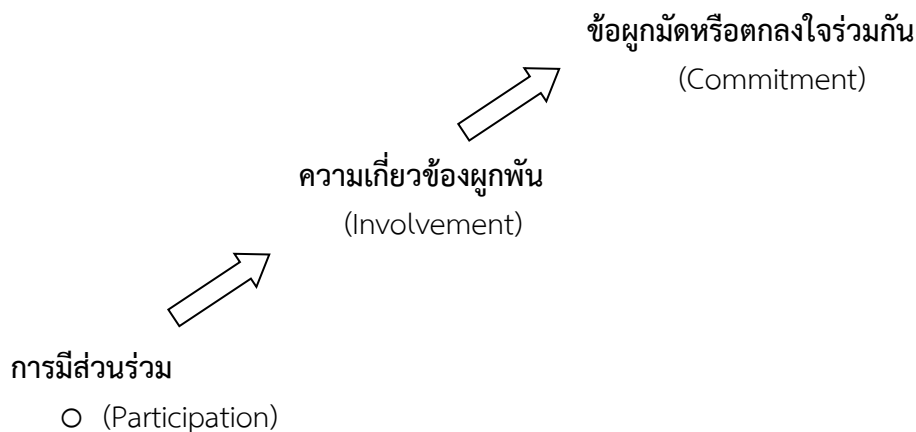 ข้อผูกมัดหรือตกลงใจร่วมกัน
(Commitment)
ความเกี่ยวข้องผูกพัน
(Involvement)
การมีส่วนร่วม
○ (Participation)